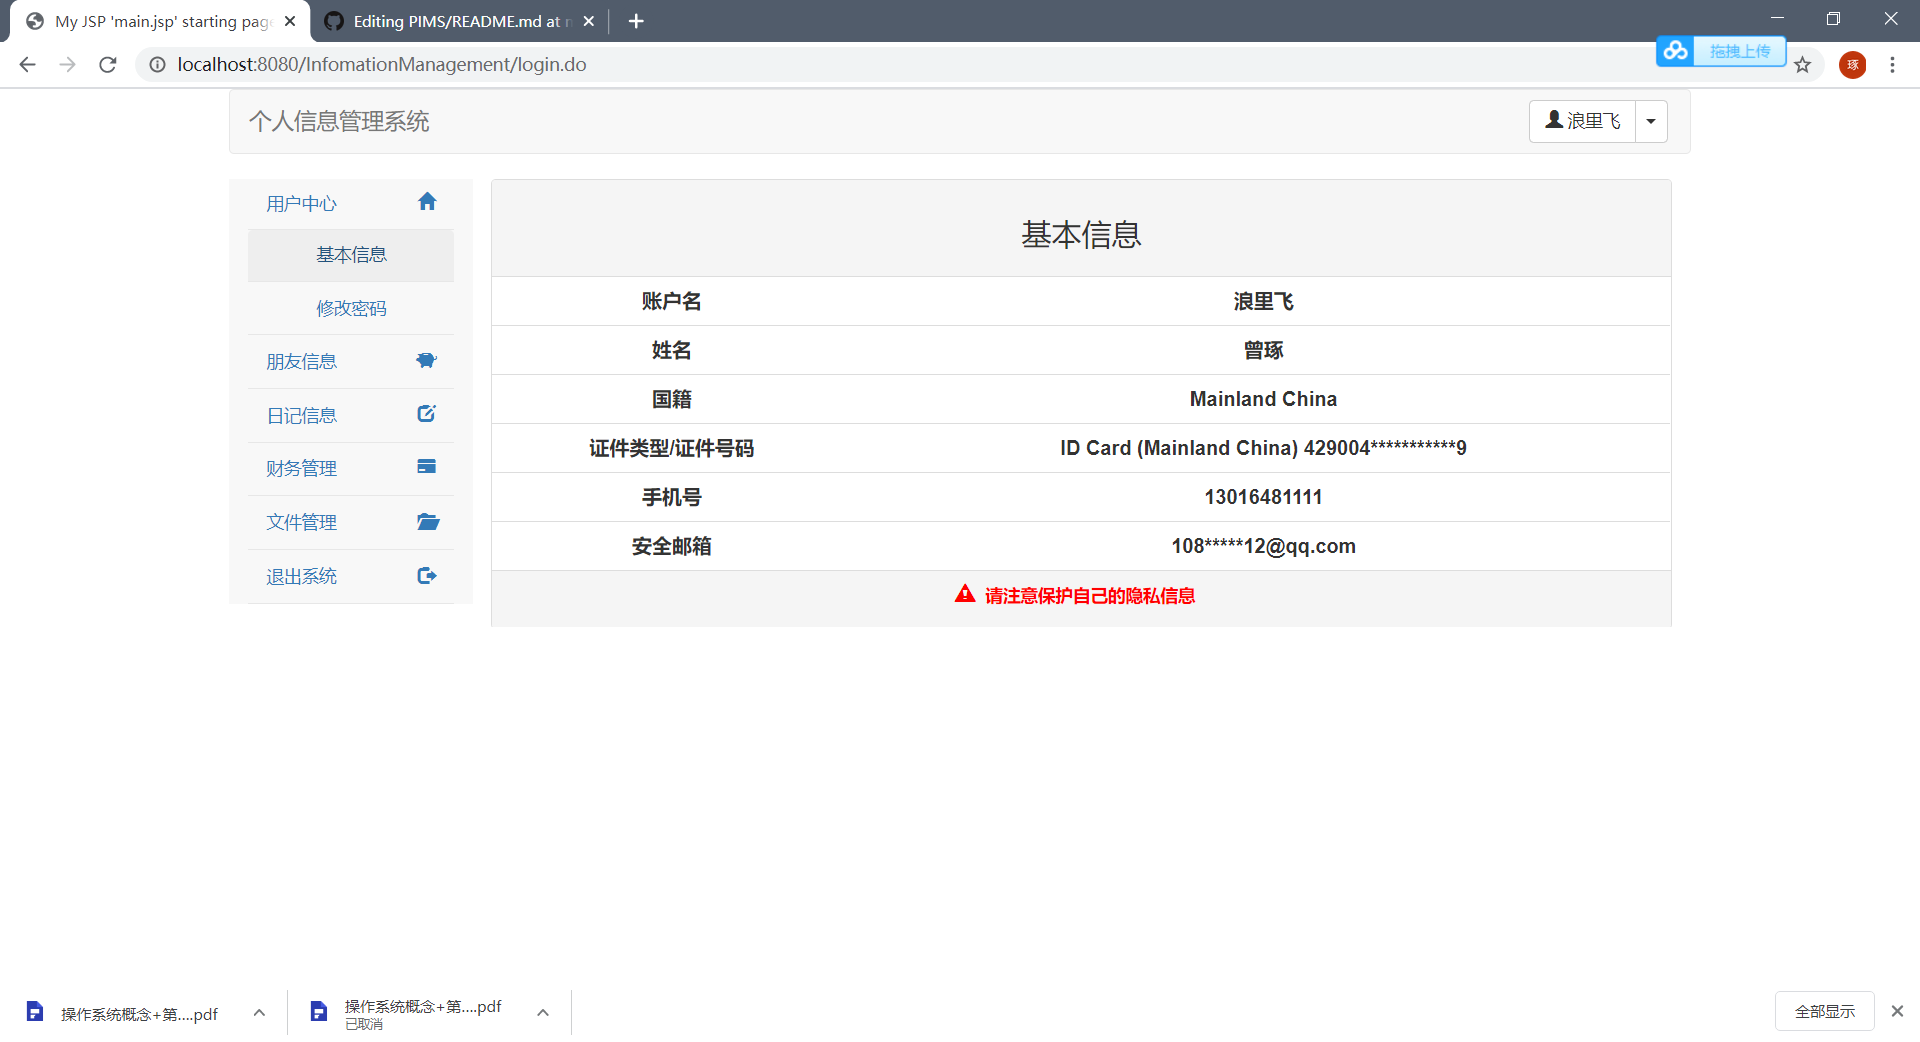 My JSP 'main.jsp' starting page
Editing PIMS/README.md at m
localhost:8080/InfomationManagement/login.do
拖拽上传
琢
个人信息管理系统
浪里飞
用户中心
基本信息
修改密码
朋友信息
日记信息
财务管理
文件管理
退出系统
基本信息
账户名 浪里飞
姓名 曾琢
国籍 Mainland China
证件类型/证件号码 ID Card (Mainland China) 429004***********9
手机号 13016481111
安全邮箱 108*****12@qq.com
请注意保护自己的隐私信息
操作系统概念+第....pdf
操作系统概念+第....pdf
已取消
全部显示